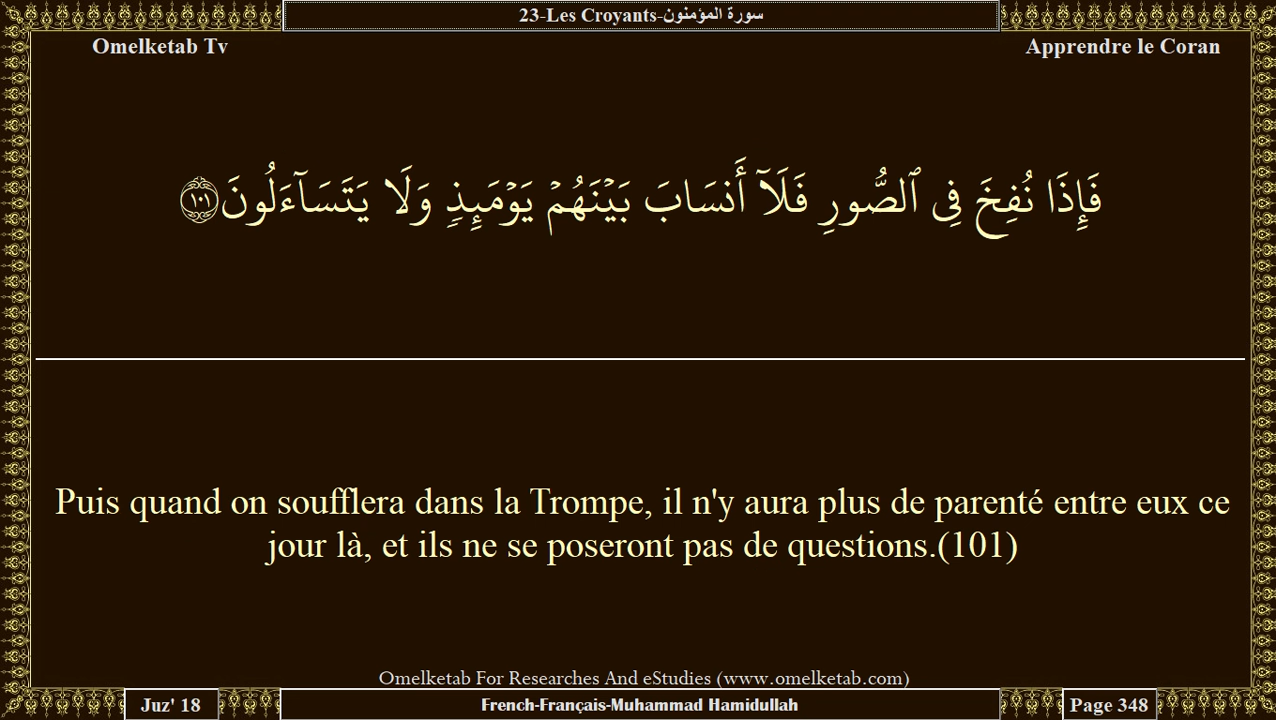 23-Les Croyants-سورة المؤمنون
Omelketab Tv
Apprendre le Coran
فَإِذَا نُفِخَ فِى ٱلصُّورِ فَلَآ أَنسَابَ بَيْنَهُمْ يَوْمَئِذٍ وَلَا يَتَسَآءَلُونَ ١٠١
Puis quand on soufflera dans la Trompe, il n'y aura plus de parenté entre eux ce
jour là, et ils ne se poseront pas de questions.(101)
Omelketab For Researches And eStudies (www.omelketab.com)
Juz' 18
French-Français-Muhammad Hamidullah
Page 348